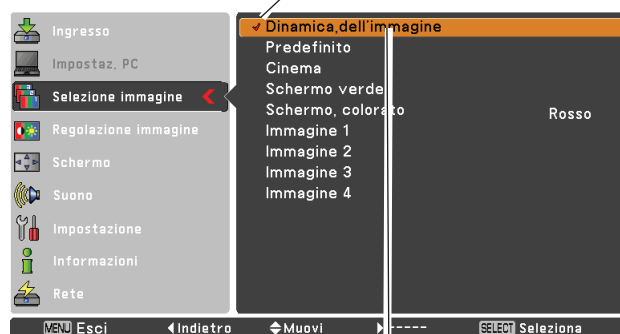 Ingresso
Impostaz. PC
Selezione immagine
Regolazione immagine
Schermo
Suono
Impostazione
Informazioni
Rete
Dinamica,dell'immagine
Predefinito
Cinema
Schermo verde
Schermo, colorato Rosso
Immagine 1
Immagine 2
Immagine 3
Immagine 4
MENU Esci Indietro Muovi ----- SELECT Seleziona